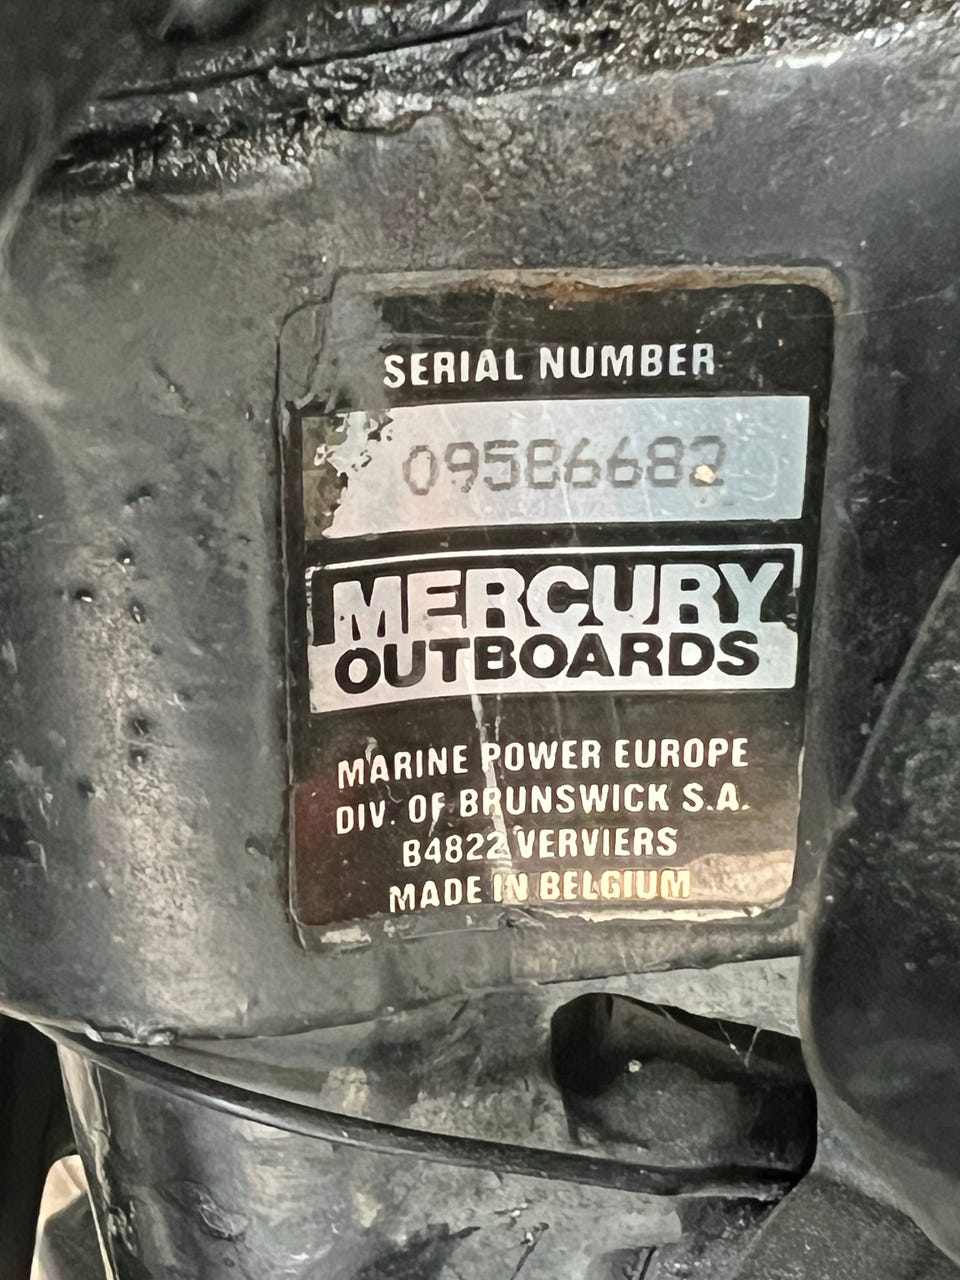 SERIAL NUMBER
09586682
MERCURY
OUTBOARDS
MARINE POWER EUROPE
DIV. OF BRUNSWICK S.A.
B4822 VERVIERS
MADE IN BELGIUM